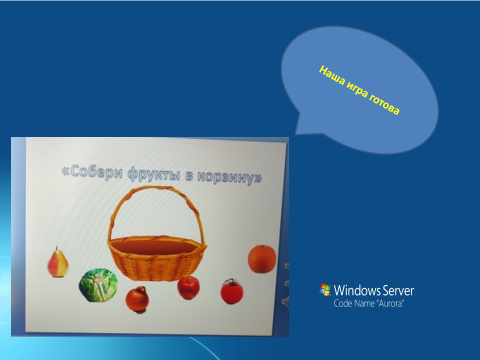 Наша игра готова
«Собери фрукты в корзину»
Windows Server
Code Name "Aurora"